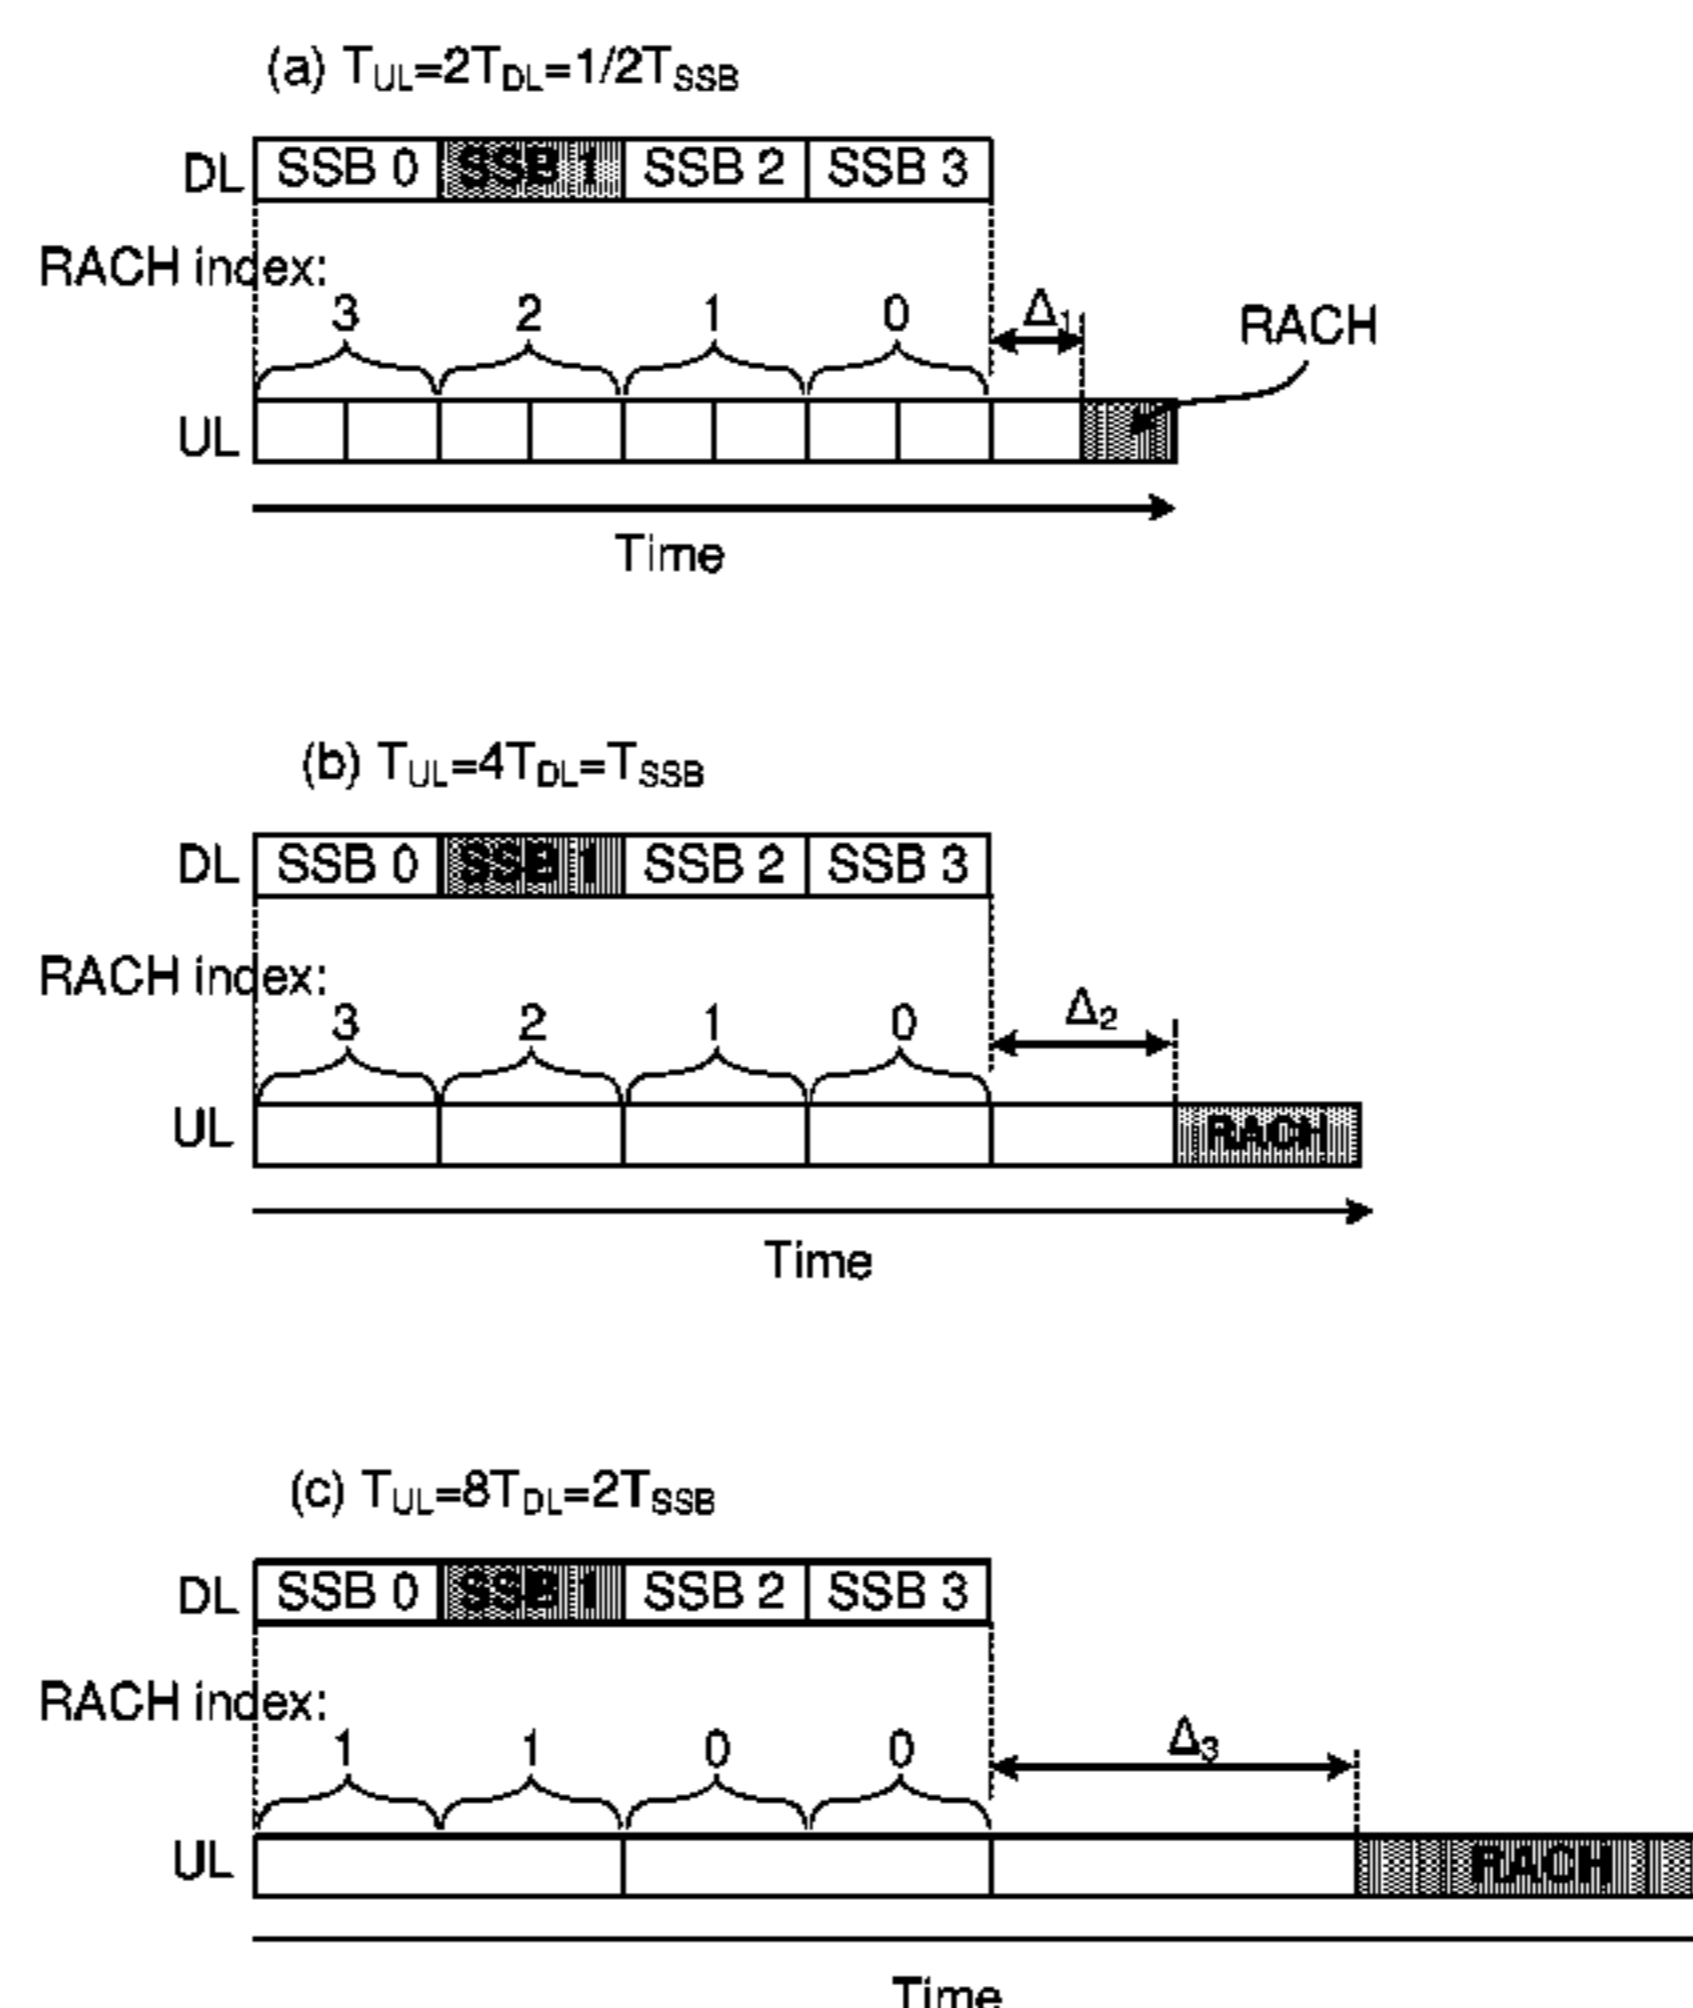 (a) TUL=2TDL=1/2TSSB
DL SSB 0 SSB 1 SSB 2 SSB 3
RACH index:
3 2 1 0 Δ1 RACH
UL
Time
(b) TUL=4TDL=TSSB
DL SSB 0 SSB 1 SSB 2 SSB 3
RACH index:
3 2 1 0 Δ2
UL RACH
Time
(c) TUL=8TDL=2TSSB
DL SSB 0 SSB 1 SSB 2 SSB 3
RACH index:
1 1 0 0 Δ3
UL RACH
Time